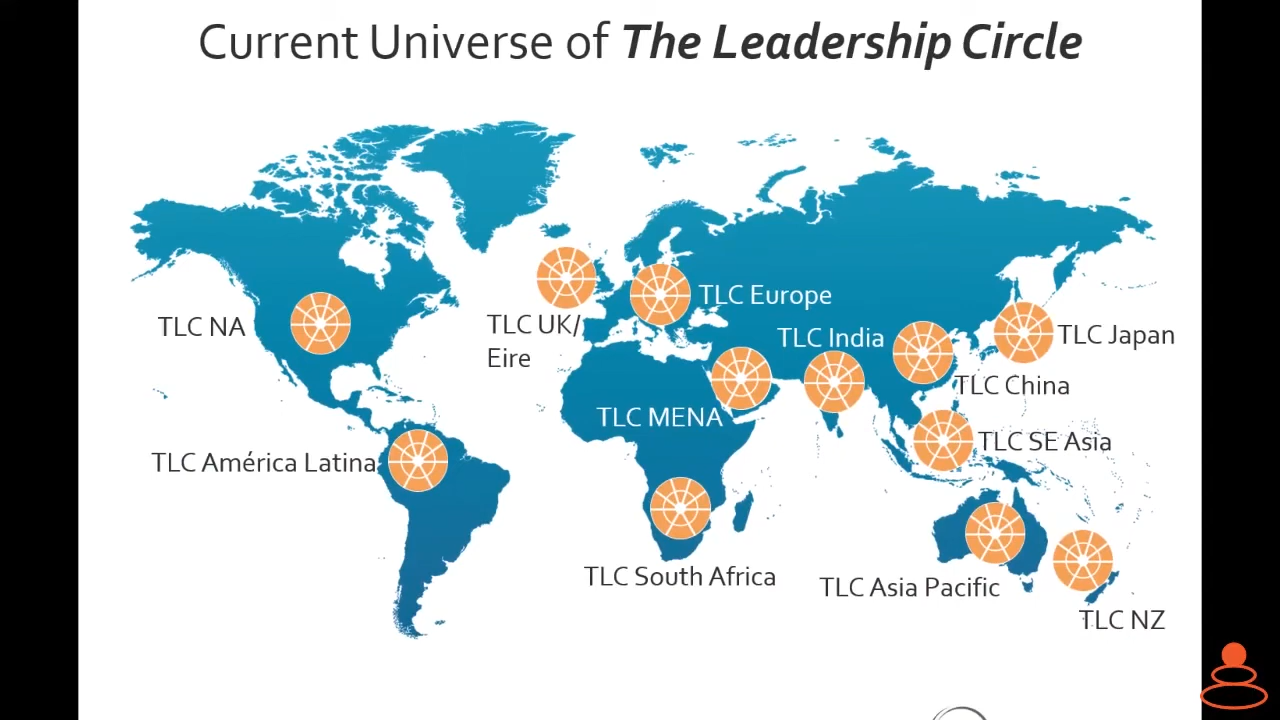 Current Universe of The Leadership Circle
TLC Europe
TLC NA
TLC UK/
Eire
TLC India
TLC Japan
TLC China
TLC MENA
TLC SE Asia
TLC América Latina
TLC South Africa
TLC Asia Pacific
TLC NZ